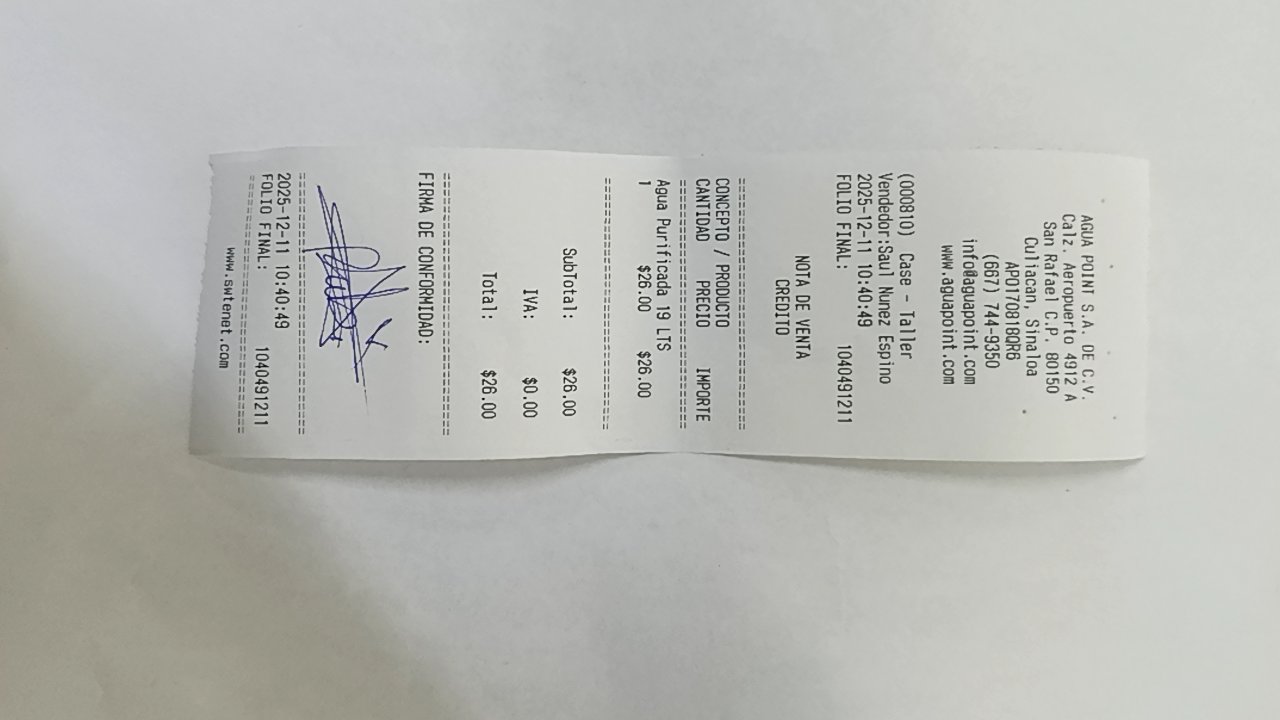 AGUA POINT S.A. DE C.V.
Calz. Aeropuerto 4912 A
San Rafael C.P. 80150
Culiacan, Sinaloa
APO170818QR6
(667) 744-9350
info@aguapoint.com
www.aguapoint.com
(000810) Case - Taller
Vendedor:Saul Nunez Espino
2025-12-11 10:40:49
FOLIO FINAL: 1040491211
NOTA DE VENTA
CREDITO
==============================
CONCEPTO / PRODUCTO
CANTIDAD PRECIO IMPORTE
==============================
Agua Purificada 19 LTS
1 $26.00 $26.00
==============================
SubTotal: $26.00
IVA: $0.00
Total: $26.00
==============================
FIRMA DE CONFORMIDAD:
==============================
2025-12-11 10:40:49
FOLIO FINAL: 1040491211
==============================
www.swtenet.com